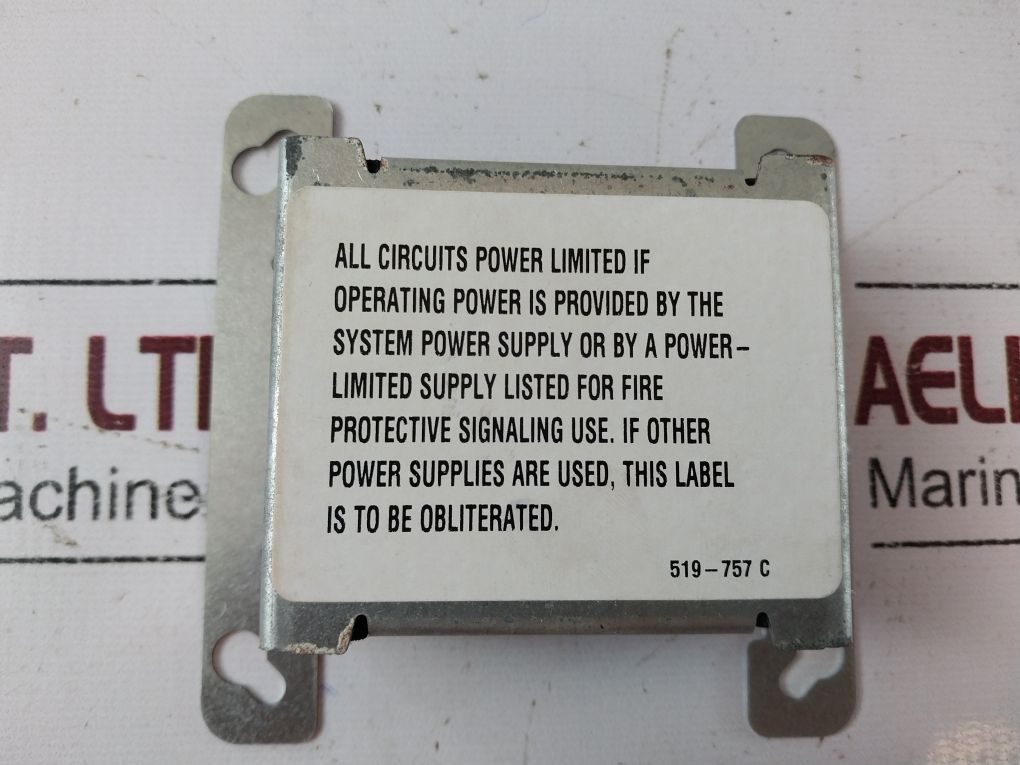 ALL CIRCUITS POWER LIMITED IF
OPERATING POWER IS PROVIDED BY THE
SYSTEM POWER SUPPLY OR BY A POWER–
LIMITED SUPPLY LISTED FOR FIRE
PROTECTIVE SIGNALING USE. IF OTHER
POWER SUPPLIES ARE USED, THIS LABEL
IS TO BE OBLITERATED.
519–757 C
T. LT
AEL
achine
Marin